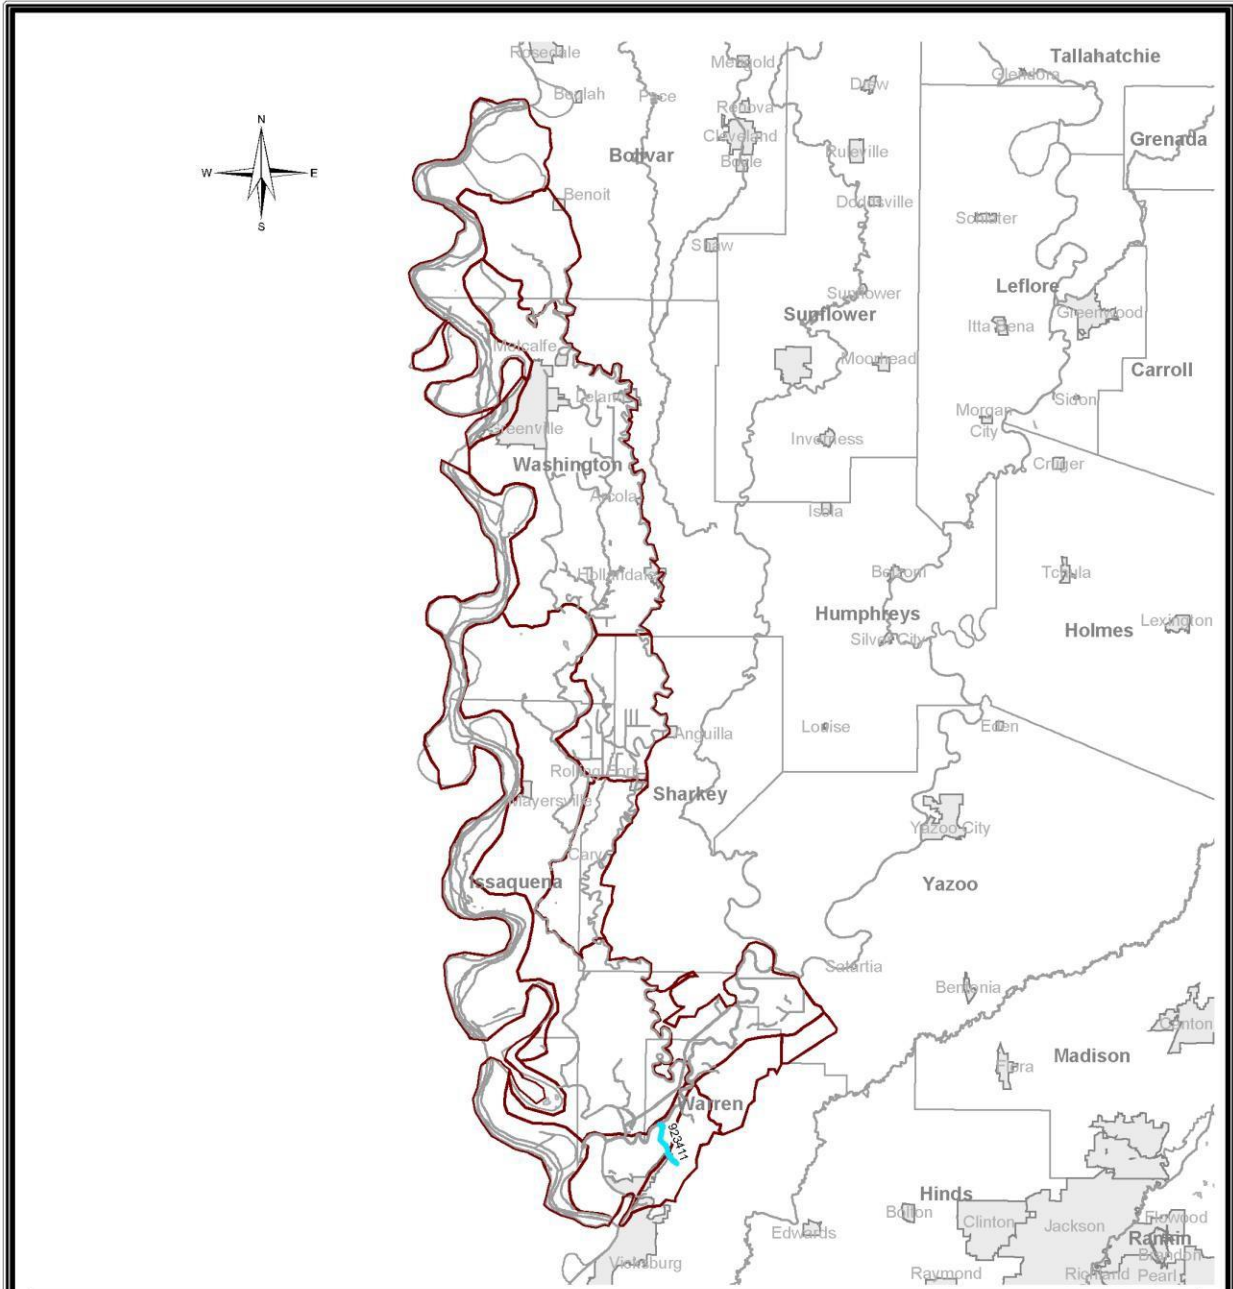 Rosedale
Merigold
Tallahatchie
Glendora
Beulah
Pace
Drew
Renova
Cleveland
Grenada
Bolivar
Boyle
Ruleville
N
W
E
S
Benoit
Doddsville
Schlater
Shaw
Leflore
Sunflower
Sunflower
Greenwood
Itta Bena
Metcalfe
Moorhead
Carroll
Leland
Sidon
Morgan
City
Greenville
Inverness
Washington
Cruger
Arcola
Isola
Hollandale
Belzoni
Tchula
Humphreys
Lexington
Holmes
Silver City
Anguilla
Louise
Eden
Rolling Fork
Sharkey
Mayersville
Yazoo City
Cary
Issaquena
Yazoo
Satartia
Bentonia
Canton
Madison
Flora
Warren
923411
Hinds
Bolton
Clinton
Jackson
Flowood
Edwards
Rankin
Brandon
Vicksburg
Raymond
Richland
Pearl